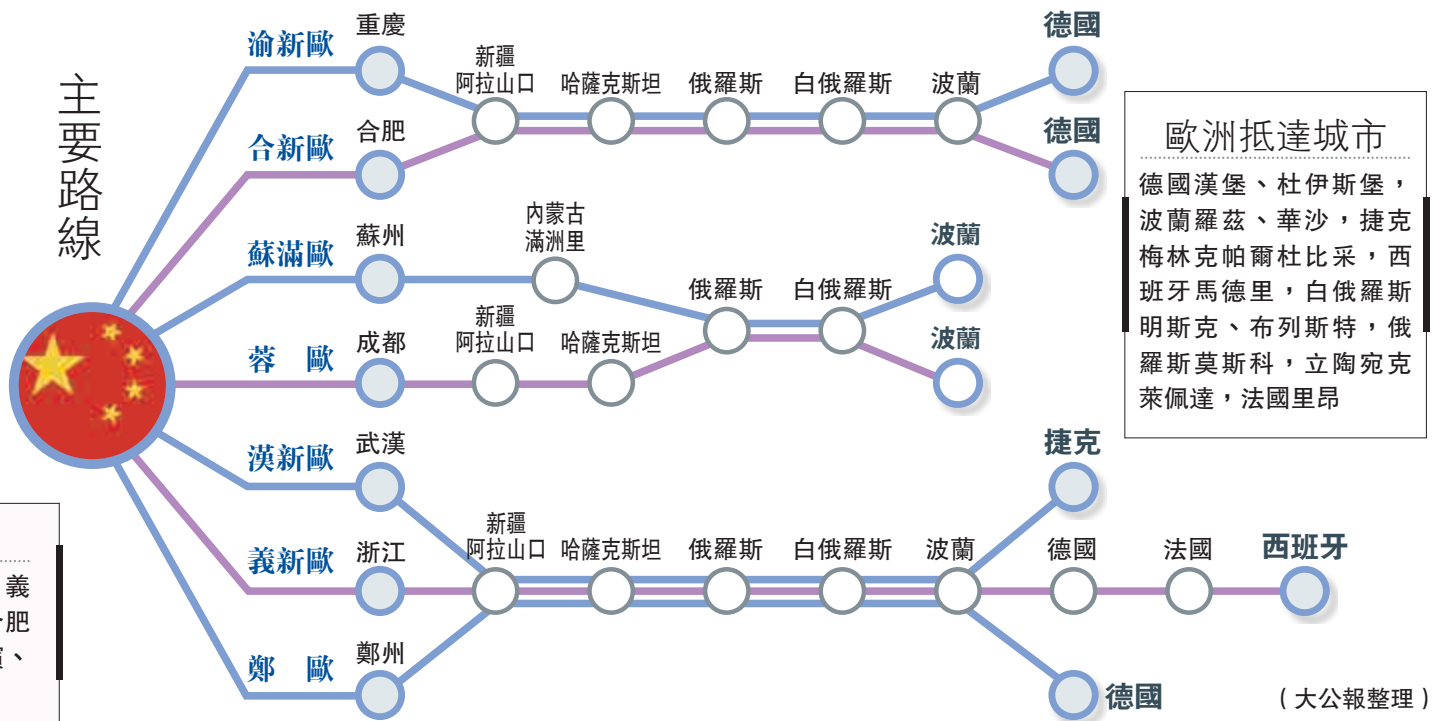 主要路線
渝新歐
重慶
新疆
阿拉山口
哈薩克斯坦
俄羅斯
白俄羅斯
波蘭
德國
合新歐
合肥
德國
蘇滿歐
蘇州
內蒙古
滿洲里
俄羅斯
白俄羅斯
波蘭
蓉歐
成都
新疆
阿拉山口
哈薩克斯坦
波蘭
漢新歐
武漢
捷克
義新歐
浙江
新疆
阿拉山口
哈薩克斯坦
俄羅斯
白俄羅斯
波蘭
德國
法國
西班牙
鄭歐
鄭州
德國
歐洲抵達城市
德國漢堡、杜伊斯堡，
波蘭羅茲、華沙，捷克
梅林克帕爾杜比采，西
班牙馬德里，白俄羅斯
明斯克、布列斯特，俄
羅斯莫斯科，立陶宛克
萊佩達，法國里昂
義
肥
、
（大公報整理）